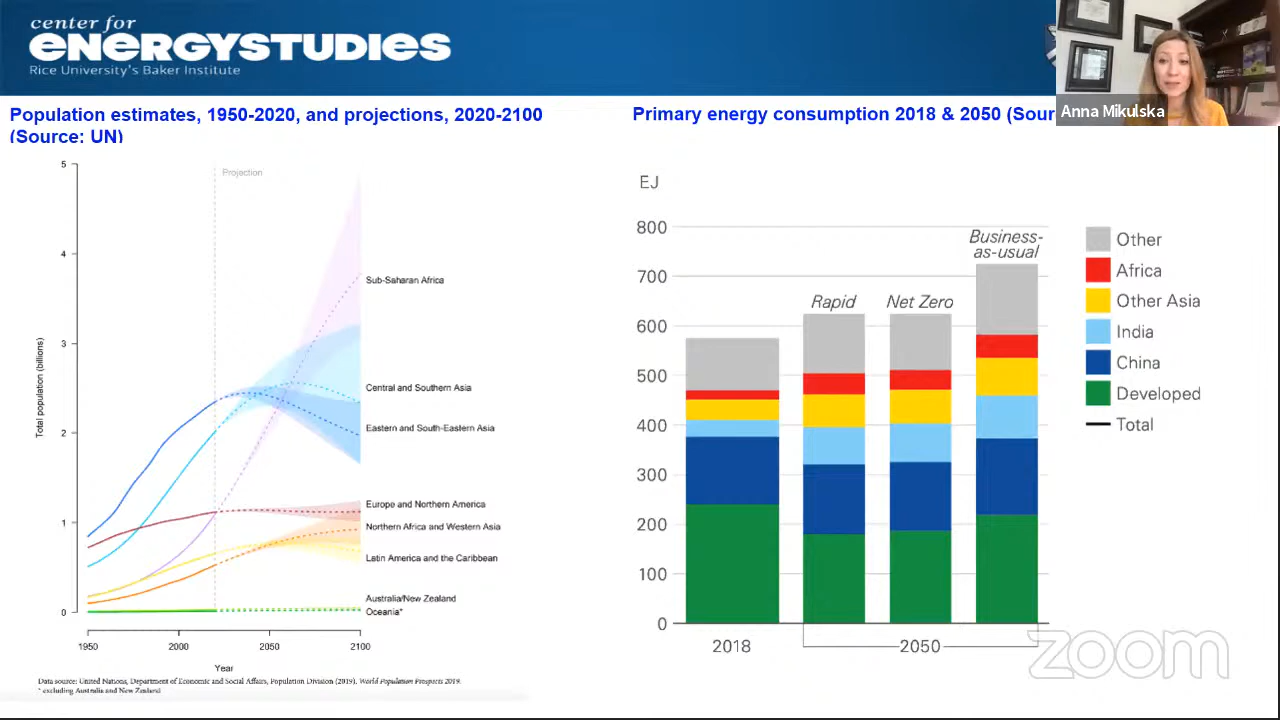 center for
ENERGYSTUDIES
Rice University's Baker Institute
Anna Mikulska
Population estimates, 1950-2020, and projections, 2020-2100
(Source: UN)
Primary energy consumption 2018 & 2050 (Sour
5
4
3
2
1
0
Total population (billions)
Projection
Sub-Saharan Africa
Central and Southern Asia
Eastern and South-Eastern Asia
Europe and Northern America
Northern Africa and Western Asia
Latin America and the Caribbean
Australia/New Zealand
Oceania*
1950
2000
2050
2100
Year
Data source: United Nations, Department of Economic and Social Affairs, Population Division (2019). World Population Prospects 2019.
* excluding Australia and New Zealand
EJ
800
700
600
500
400
300
200
100
0
Rapid
Net Zero
Business-
as-usual
2018
2050
Other
Africa
Other Asia
India
China
Developed
Total
zoom